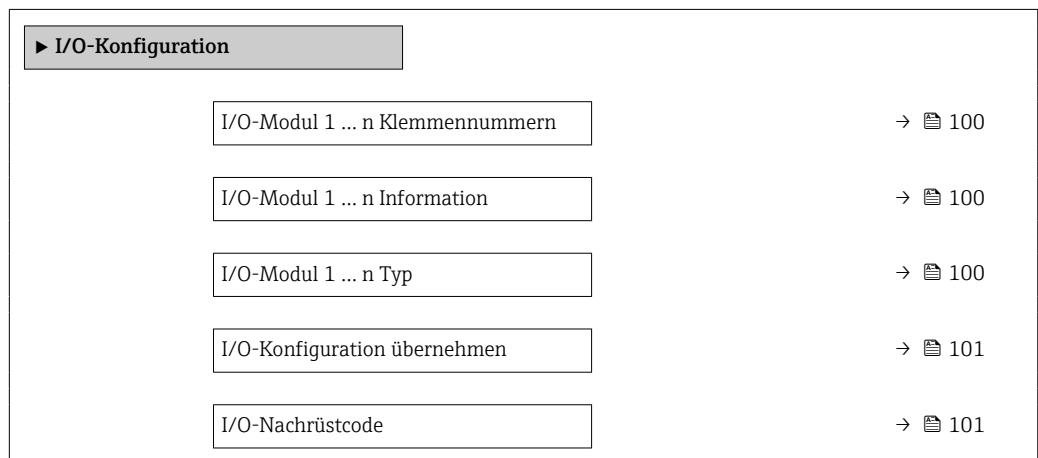 ► I/O-Konfiguration
I/O-Modul 1 … n Klemmennummern → 100
I/O-Modul 1 … n Information → 100
I/O-Modul 1 … n Typ → 100
I/O-Konfiguration übernehmen → 101
I/O-Nachrüstcode → 101